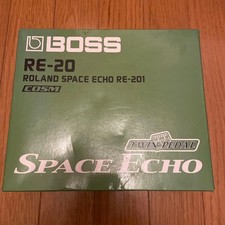 BOSS
RE-20
ROLAND SPACE ECHO RE-201
COSM
TWIN PEDAL
SPACE ECHO